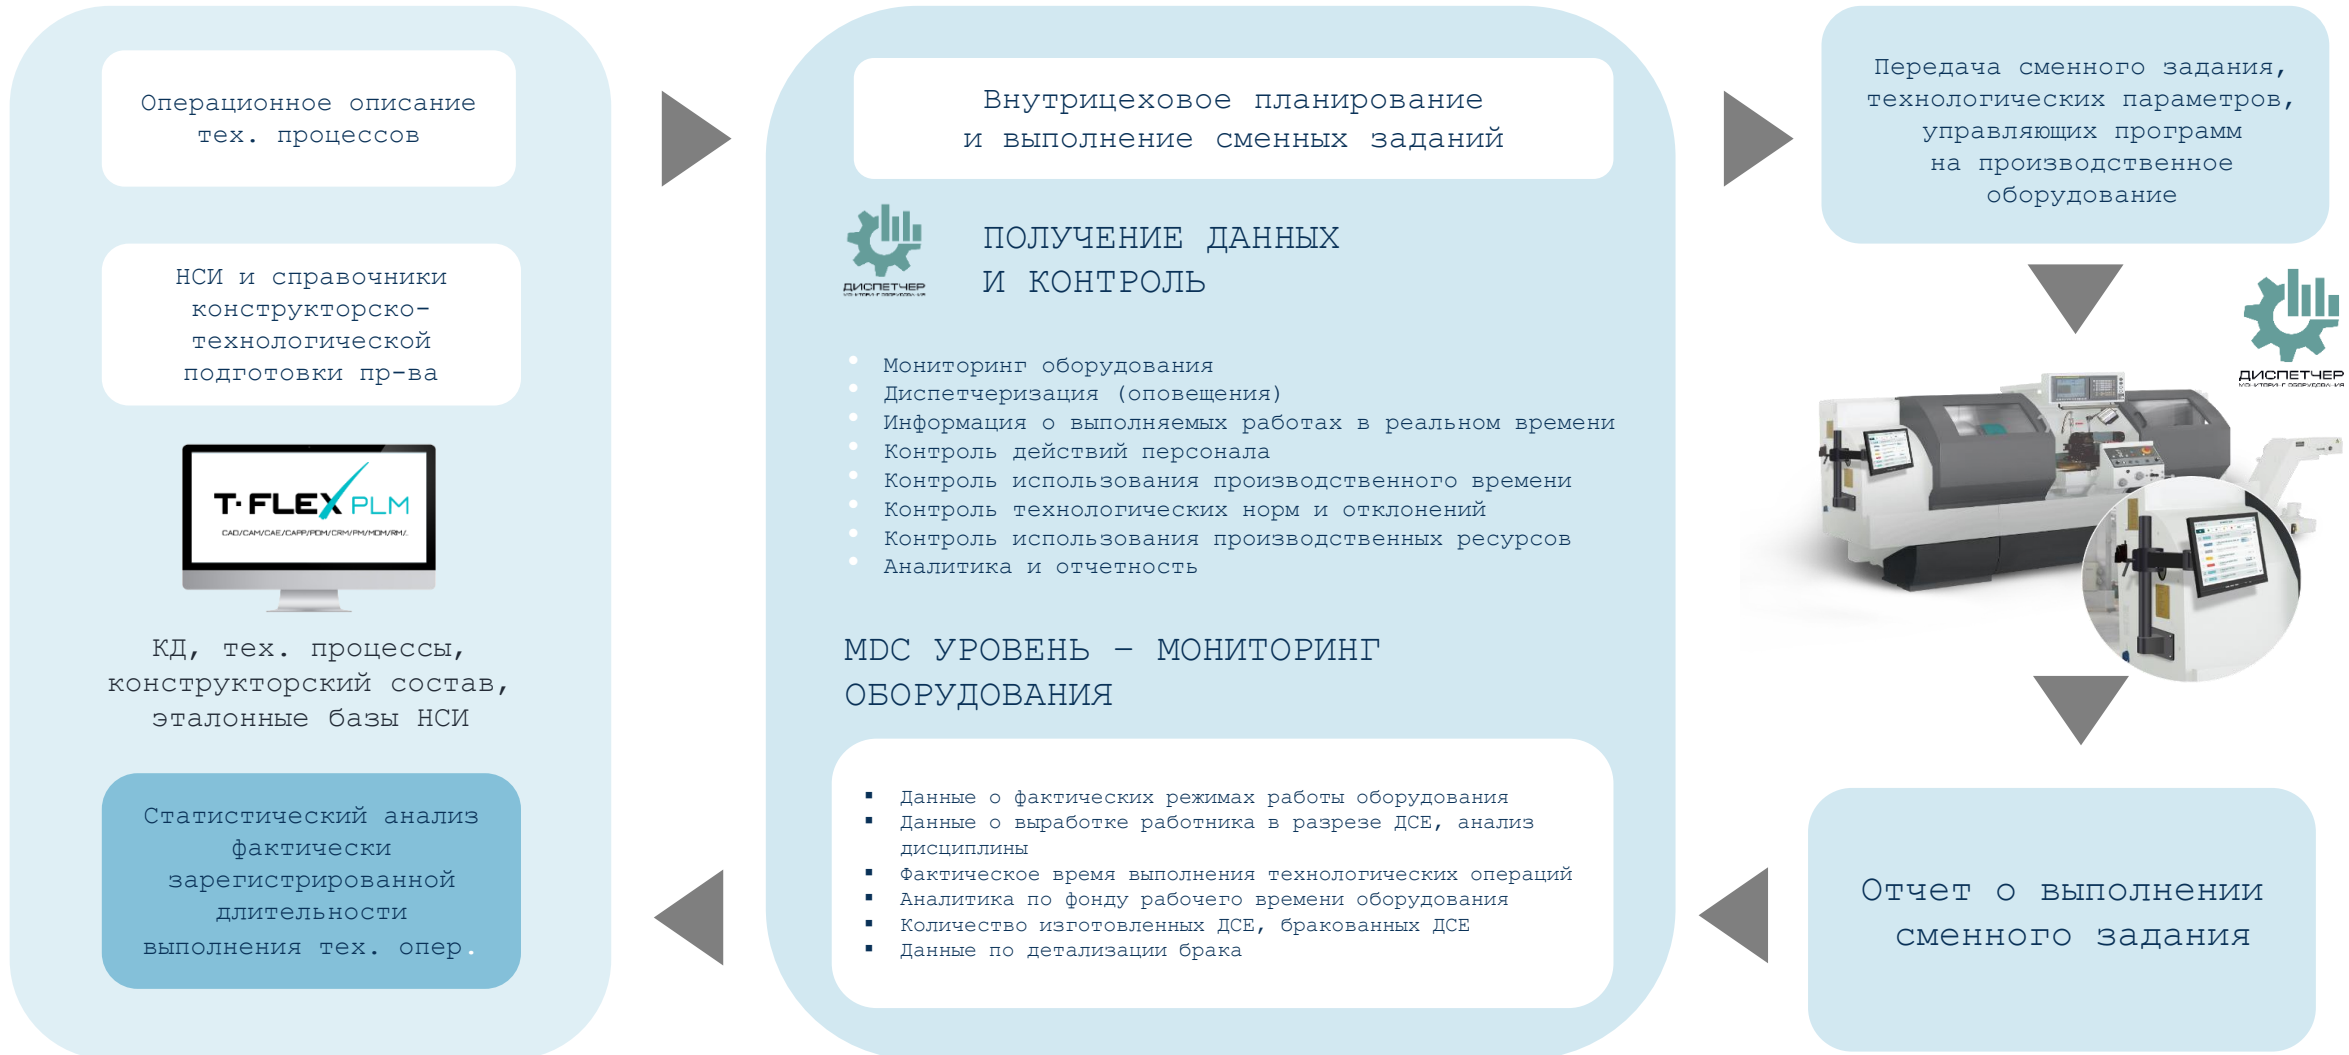 Операционное описание
тех. процессов
НСИ и справочники
конструкторско-
технологической
подготовки пр-ва
T-FLEX PLM
CAD/CAM/CAE/CAPP/PDM/CRM/PM/MDM/RM/..
КД, тех. процессы,
конструкторский состав,
эталонные базы НСИ
Статистический анализ
фактически
зарегистрированной
длительности
выполнения тех. опер.
Внутрицеховое планирование
и выполнение сменных заданий
ДИСПЕТЧЕР
МОНИТОРИНГ ОБОРУДОВАНИЯ
ПОЛУЧЕНИЕ ДАННЫХ
И КОНТРОЛЬ
• Мониторинг оборудования
• Диспетчеризация (оповещения)
• Информация о выполняемых работах в реальном времени
• Контроль действий персонала
• Контроль использования производственного времени
• Контроль технологических норм и отклонений
• Контроль использования производственных ресурсов
• Аналитика и отчетность
MDC УРОВЕНЬ – МОНИТОРИНГ
ОБОРУДОВАНИЯ
▪ Данные о фактических режимах работы оборудования
▪ Данные о выработке работника в разрезе ДСЕ, анализ
дисциплины
▪ Фактическое время выполнения технологических операций
▪ Аналитика по фонду рабочего времени оборудования
▪ Количество изготовленных ДСЕ, бракованных ДСЕ
▪ Данные по детализации брака
Передача сменного задания,
технологических параметров,
управляющих программ
на производственное
оборудование
ДИСПЕТЧЕР
МОНИТОРИНГ ОБОРУДОВАНИЯ
Отчет о выполнении
сменного задания